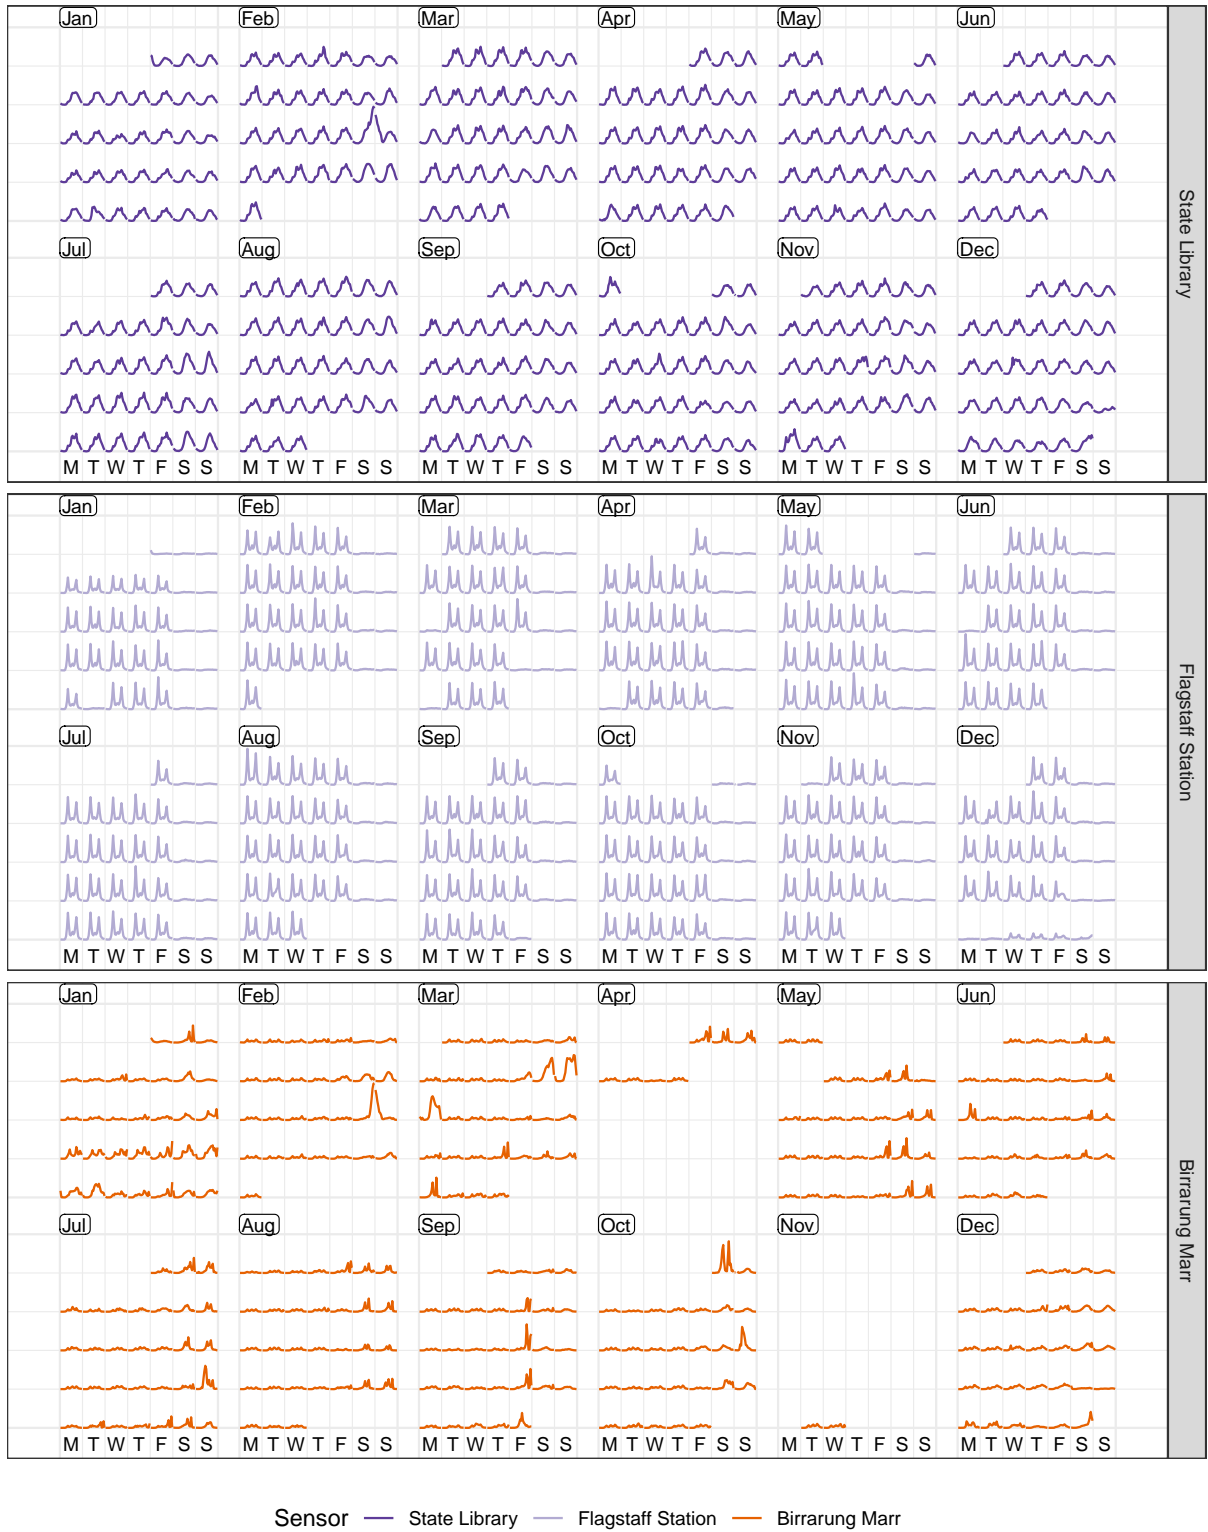 Jan Feb Mar Apr May Jun
Jul Aug Sep Oct Nov Dec
M T W T F S S M T W T F S S M T W T F S S M T W T F S S M T W T F S S M T W T F S S
State Library
Jan Feb Mar Apr May Jun
Jul Aug Sep Oct Nov Dec
M T W T F S S M T W T F S S M T W T F S S M T W T F S S M T W T F S S M T W T F S S
Flagstaff Station
Jan Feb Mar Apr May Jun
Jul Aug Sep Oct Nov Dec
M T W T F S S M T W T F S S M T W T F S S M T W T F S S M T W T F S S M T W T F S S
Birrarung Marr
Sensor State Library Flagstaff Station Birrarung Marr